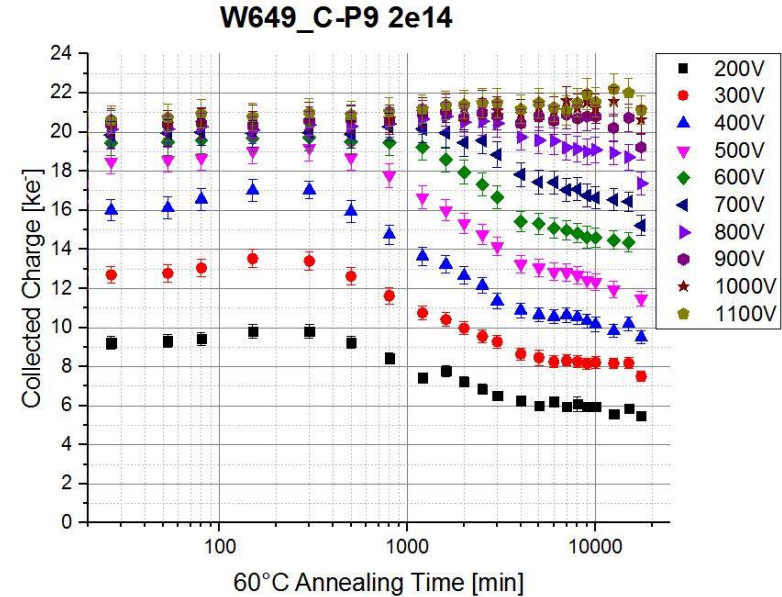 W649_C-P9 2e14
24
22
20
18
16
14
12
10
8
6
4
2
0
Collected Charge [ke⁻]
100
1000
10000
60°C Annealing Time [min]
200V
300V
400V
500V
600V
700V
800V
900V
1000V
1100V